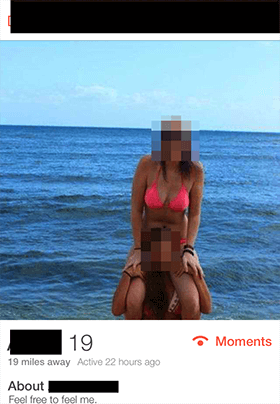 19
Moments
19 miles away Active 22 hours ago
About
Feel free to feel me.